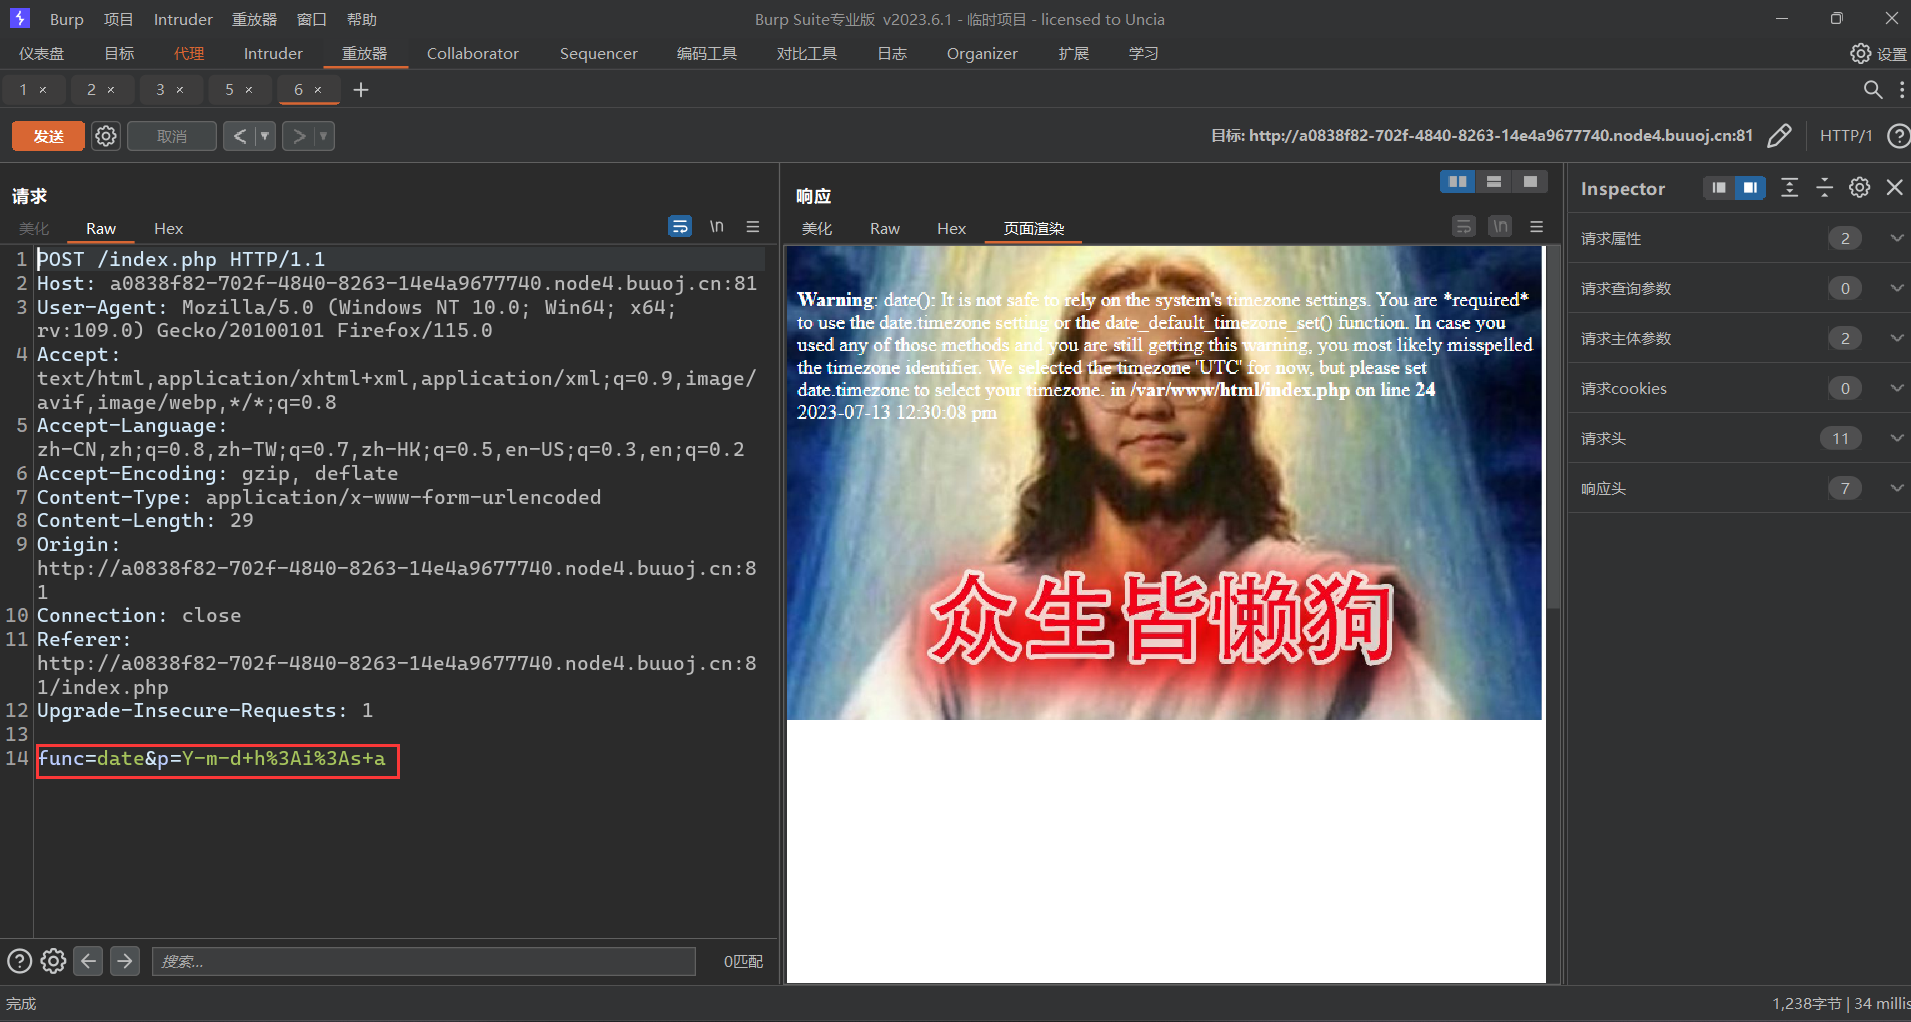 Burp 项目 Intruder 重放器 窗口 帮助 Burp Suite专业版 v2023.6.1 - 临时项目 - licensed to Uncia
仪表盘 目标 代理 Intruder 重放器 Collaborator Sequencer 编码工具 对比工具 日志 Organizer 扩展 学习 设置
1 × 2 × 3 × 5 × 6 × +
发送 取消 < > 目标: http://a0838f82-702f-4840-8263-14e4a9677740.node4.buuoj.cn:81 HTTP/1 ?
请求
美化 Raw Hex \n
1 POST /index.php HTTP/1.1
2 Host: a0838f82-702f-4840-8263-14e4a9677740.node4.buuoj.cn:81
3 User-Agent: Mozilla/5.0 (Windows NT 10.0; Win64; x64;
rv:109.0) Gecko/20100101 Firefox/115.0
4 Accept:
text/html,application/xhtml+xml,application/xml;q=0.9,image/
avif,image/webp,*/*;q=0.8
5 Accept-Language:
zh-CN,zh;q=0.8,zh-TW;q=0.7,zh-HK;q=0.5,en-US;q=0.3,en;q=0.2
6 Accept-Encoding: gzip, deflate
7 Content-Type: application/x-www-form-urlencoded
8 Content-Length: 29
9 Origin:
http://a0838f82-702f-4840-8263-14e4a9677740.node4.buuoj.cn:8
1
10 Connection: close
11 Referer:
http://a0838f82-702f-4840-8263-14e4a9677740.node4.buuoj.cn:8
1/index.php
12 Upgrade-Insecure-Requests: 1
13
14 func=date&p=Y-m-d+h%3Ai%3As+a
? 搜索... 0匹配
响应
美化 Raw Hex 页面渲染 \n
Warning: date(): It is not safe to rely on the system's timezone settings. You are *required*
to use the date.timezone setting or the date_default_timezone_set() function. In case you
used any of those methods and you are still getting this warning, you most likely misspelled
the timezone identifier. We selected the timezone 'UTC' for now, but please set
date.timezone to select your timezone. in /var/www/html/index.php on line 24
2023-07-13 12:30:08 pm
众生皆懒狗
Inspector
请求属性 2
请求查询参数 0
请求主体参数 2
请求cookies 0
请求头 11
响应头 7
完成 1,238字节 | 34 millis